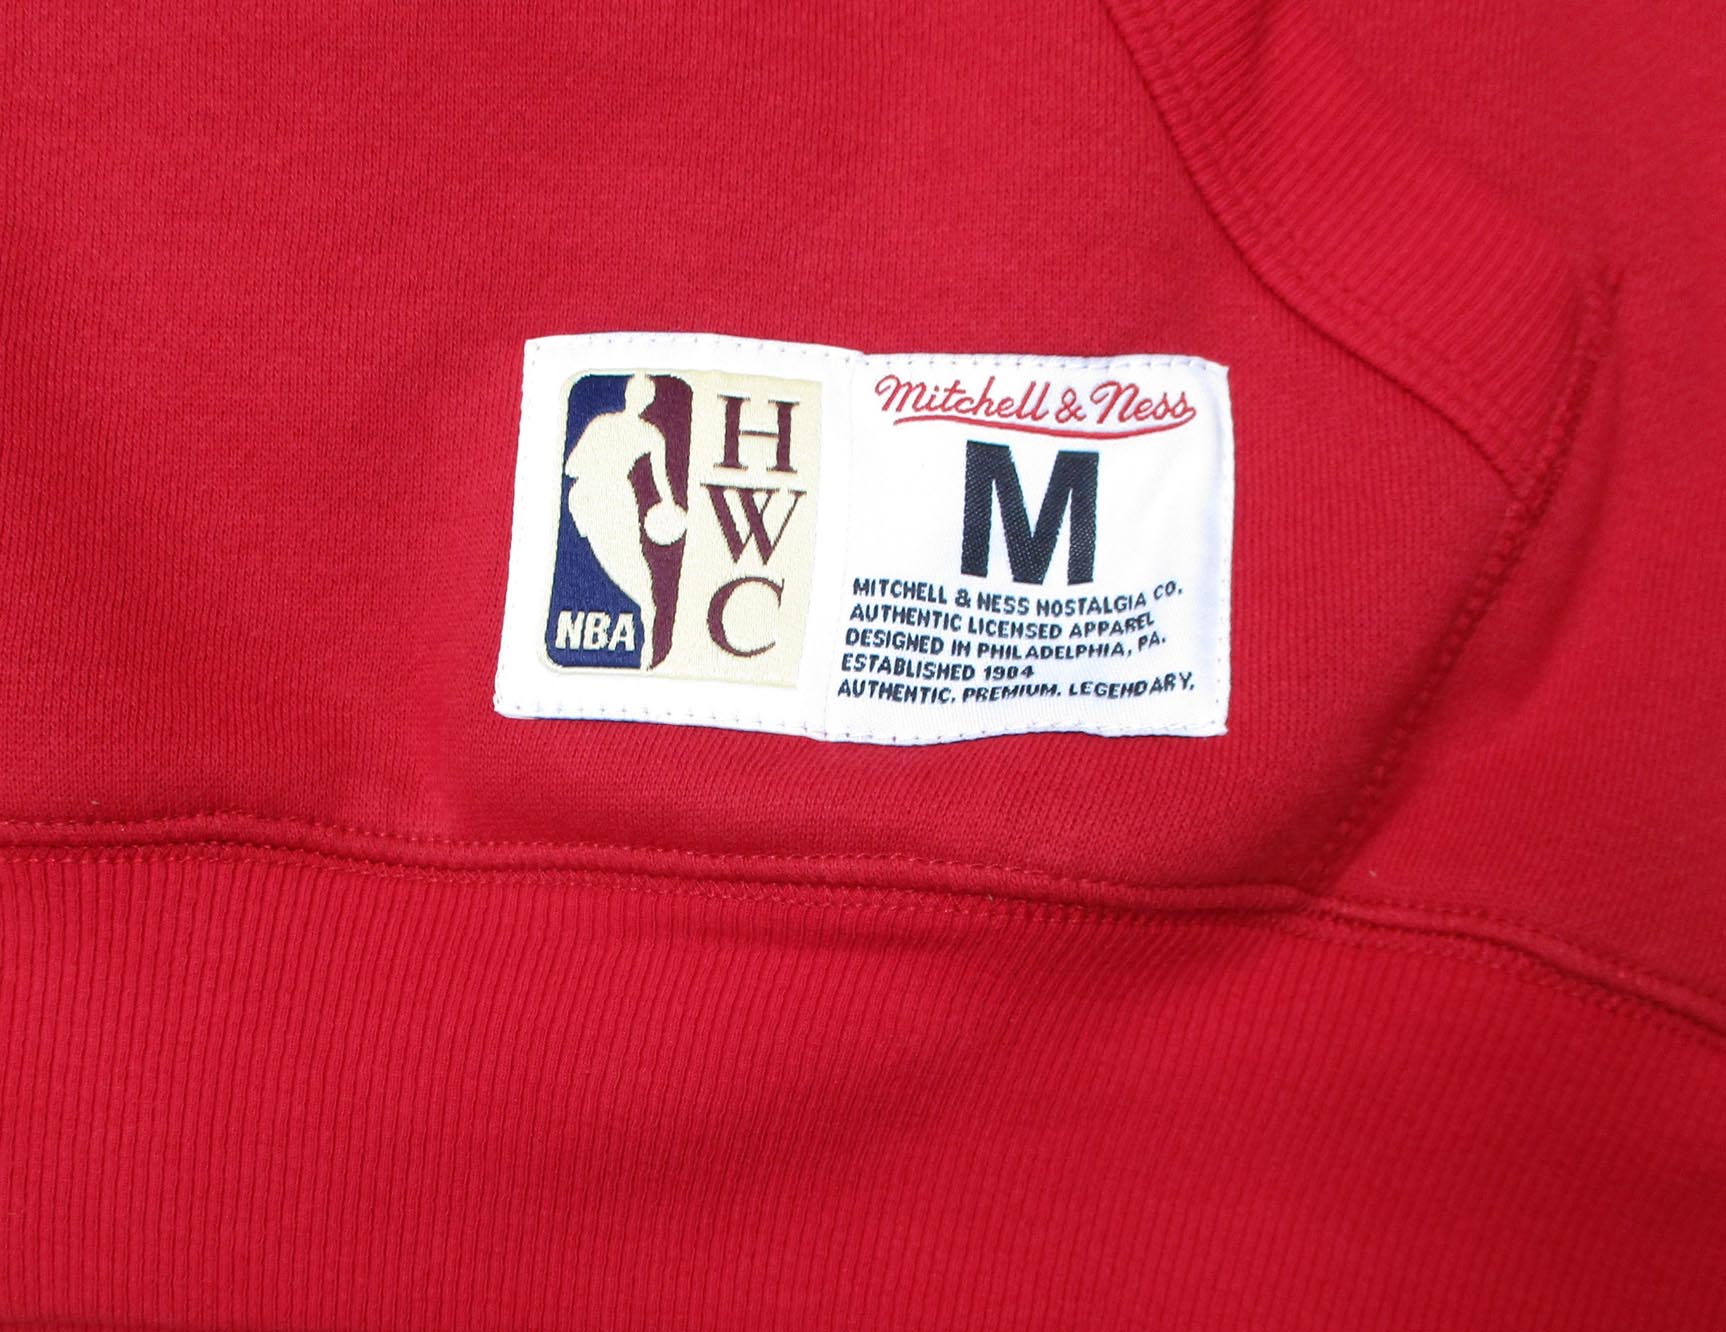 NBA
H
W
C
Mitchell & Ness
M
MITCHELL & NESS NOSTALGIA CO.
AUTHENTIC LICENSED APPAREL
DESIGNED IN PHILADELPHIA, PA.
ESTABLISHED 1904
AUTHENTIC. PREMIUM. LEGENDARY.